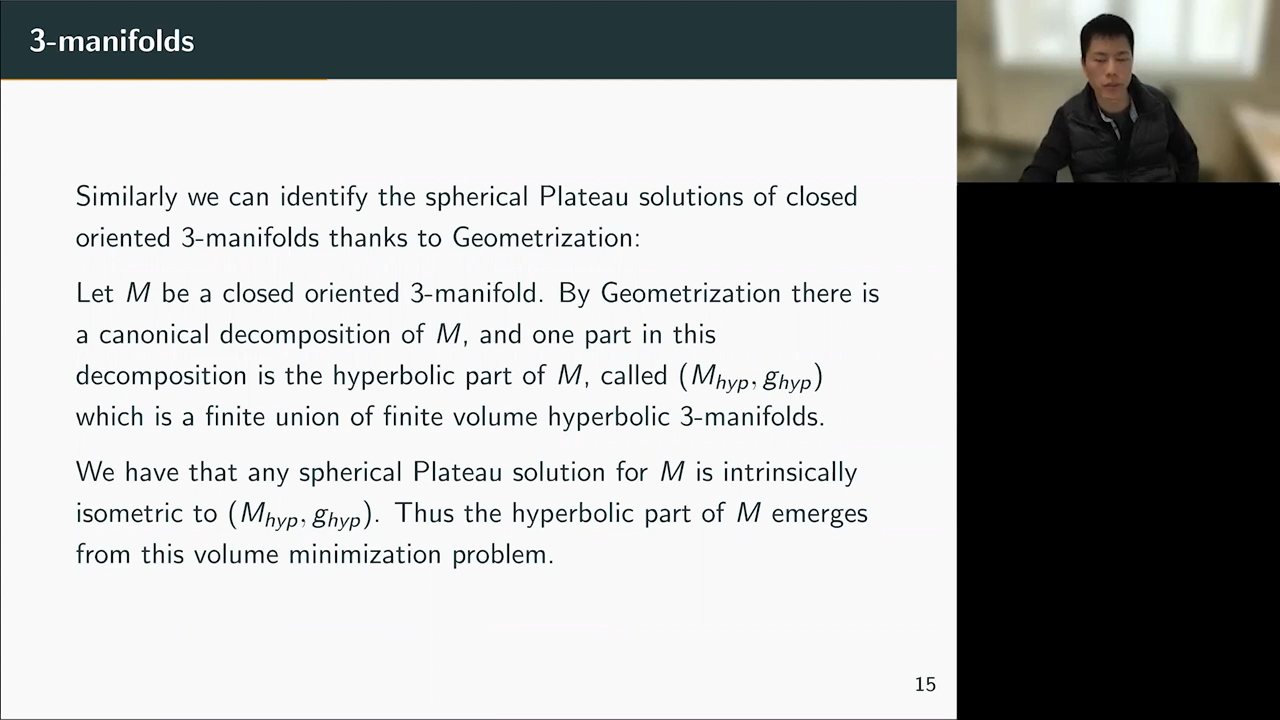 3-manifolds
Similarly we can identify the spherical Plateau solutions of closed
oriented 3-manifolds thanks to Geometrization:
Let M be a closed oriented 3-manifold. By Geometrization there is
a canonical decomposition of M, and one part in this
decomposition is the hyperbolic part of M, called (M_hyp, g_hyp)
which is a finite union of finite volume hyperbolic 3-manifolds.
We have that any spherical Plateau solution for M is intrinsically
isometric to (M_hyp, g_hyp). Thus the hyperbolic part of M emerges
from this volume minimization problem.
15